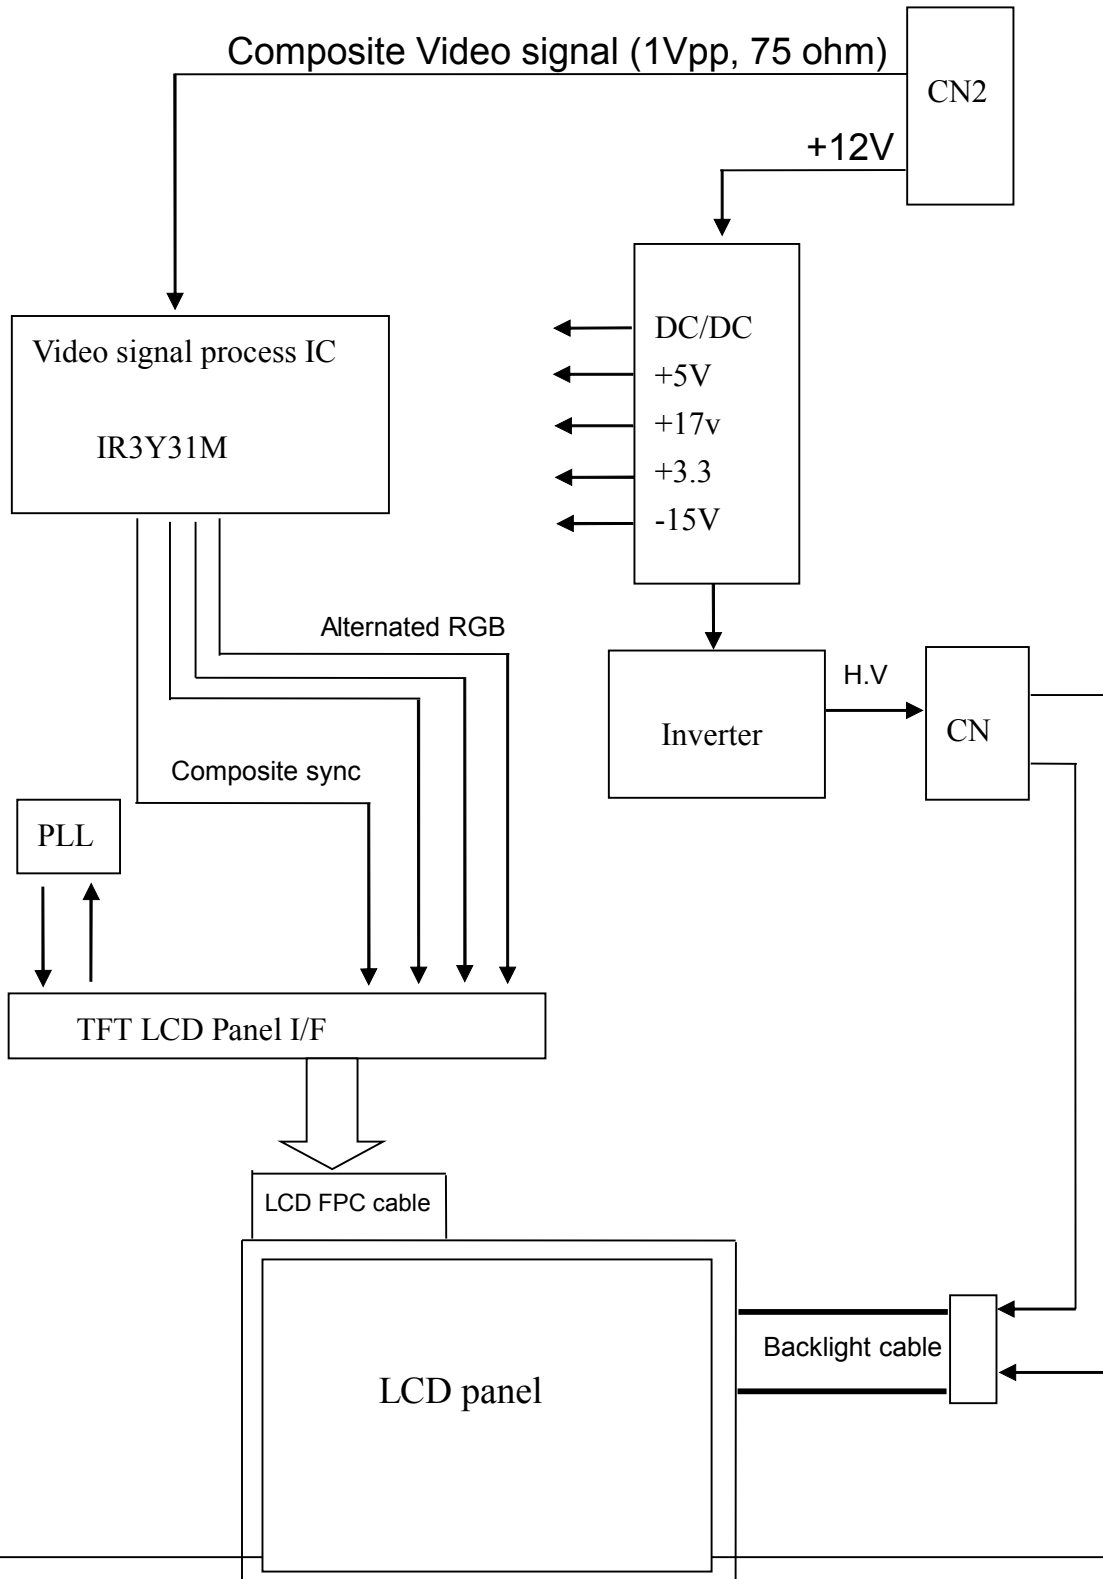 Composite Video signal (1Vpp, 75 ohm)
CN2
+12V
Video signal process IC
IR3Y31M
DC/DC
+5V
+17v
+3.3
-15V
Alternated RGB
Composite sync
Inverter
H.V
CN
PLL
TFT LCD Panel I/F
LCD FPC cable
LCD panel
Backlight cable